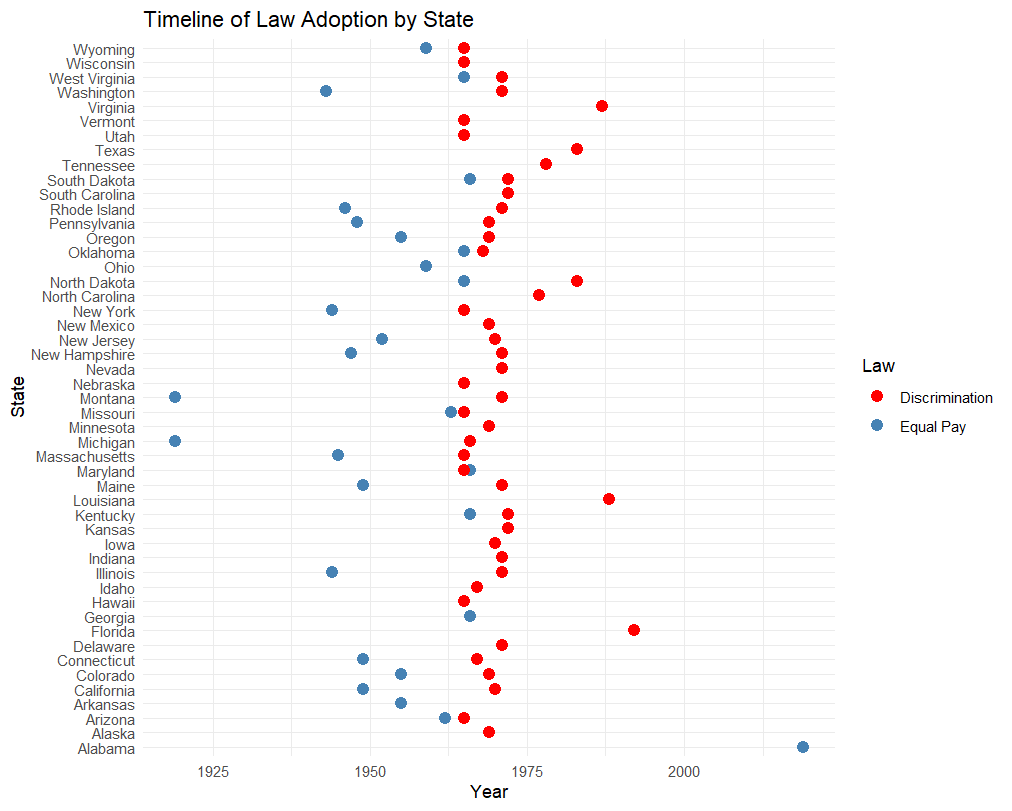 Timeline of Law Adoption by State
Wyoming
Wisconsin
West Virginia
Washington
Virginia
Vermont
Utah
Texas
Tennessee
South Dakota
South Carolina
Rhode Island
Pennsylvania
Oregon
Oklahoma
Ohio
North Dakota
North Carolina
New York
New Mexico
New Jersey
New Hampshire
Nevada
Nebraska
Montana
Missouri
Minnesota
Michigan
Massachusetts
Maryland
Maine
Louisiana
Kentucky
Kansas
Iowa
Indiana
Illinois
Idaho
Hawaii
Georgia
Florida
Delaware
Connecticut
Colorado
California
Arkansas
Arizona
Alaska
Alabama
State
1925 1950 1975 2000
Year
Law
Discrimination
Equal Pay